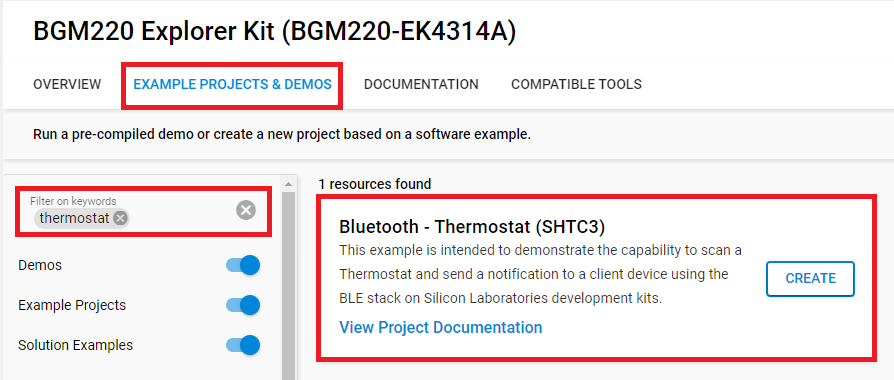 BGM220 Explorer Kit (BGM220-EK4314A)
OVERVIEW
EXAMPLE PROJECTS & DEMOS
DOCUMENTATION
COMPATIBLE TOOLS
Run a pre-compiled demo or create a new project based on a software example.
Filter on keywords
thermostat
Demos
Example Projects
Solution Examples
1 resources found
Bluetooth - Thermostat (SHTC3)
This example is intended to demonstrate the capability to scan a
Thermostat and send a notification to a client device using the
BLE stack on Silicon Laboratories development kits.
View Project Documentation
CREATE